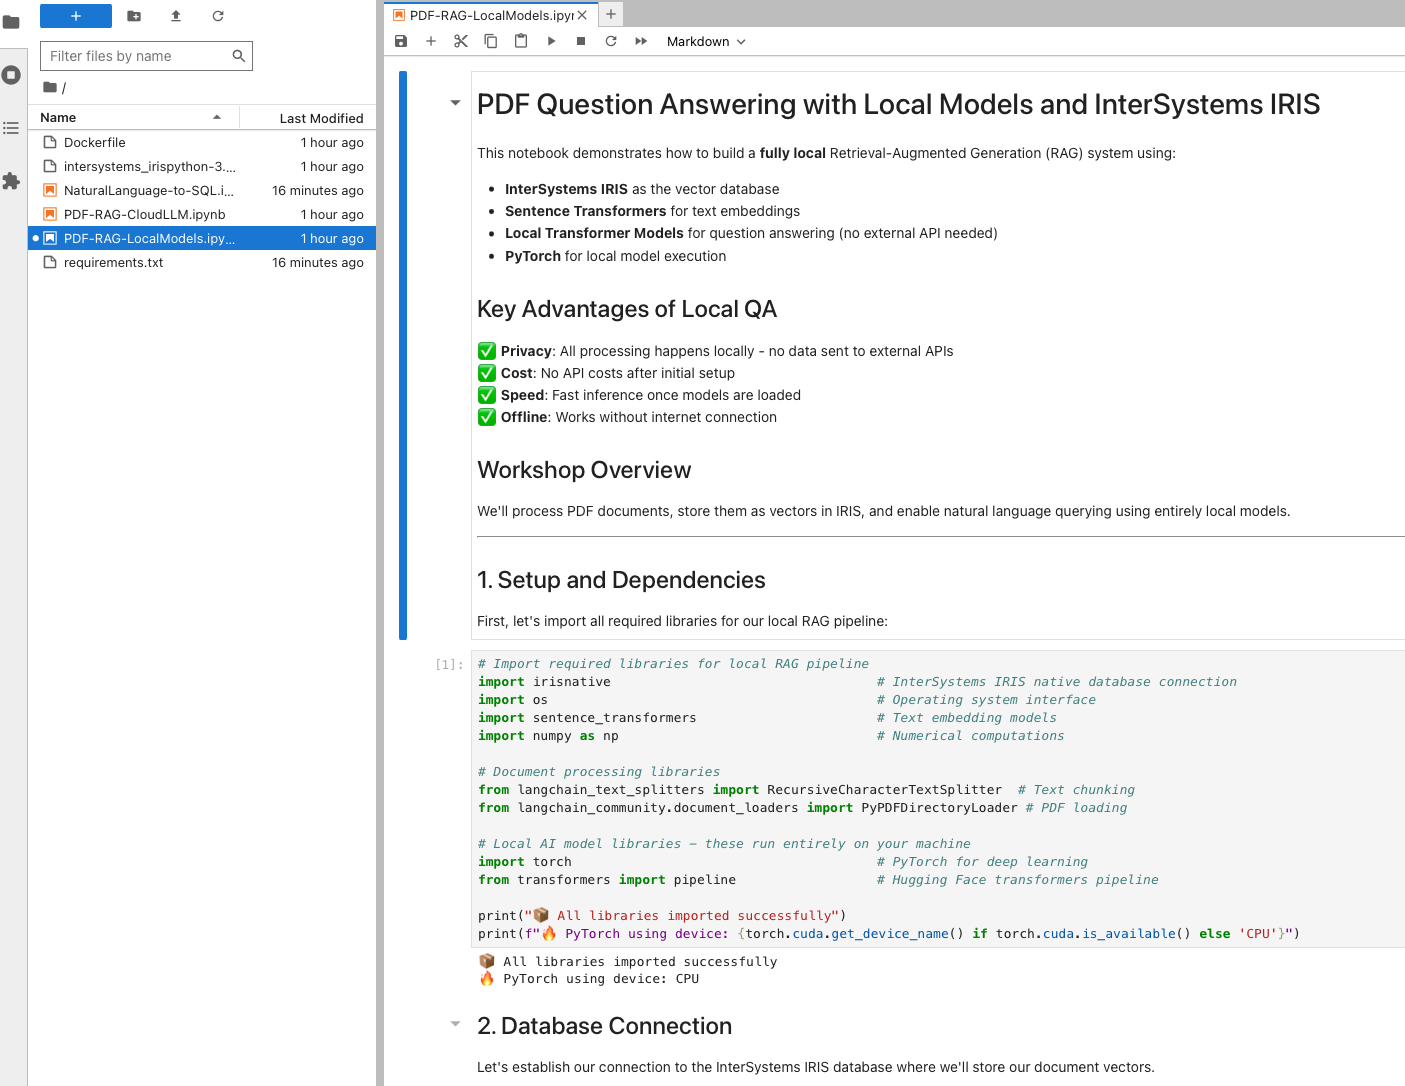 PDF-RAG-LocalModels.ipyr
Filter files by name
Markdown
/
Name Last Modified
Dockerfile 1 hour ago
intersystems_irispython-3.... 1 hour ago
NaturalLanguage-to-SQL.i... 16 minutes ago
PDF-RAG-CloudLLM.ipynb 1 hour ago
PDF-RAG-LocalModels.ipy... 1 hour ago
requirements.txt 16 minutes ago
PDF Question Answering with Local Models and InterSystems IRIS
This notebook demonstrates how to build a fully local Retrieval-Augmented Generation (RAG) system using:
• InterSystems IRIS as the vector database
• Sentence Transformers for text embeddings
• Local Transformer Models for question answering (no external API needed)
• PyTorch for local model execution
Key Advantages of Local QA
✅ Privacy: All processing happens locally - no data sent to external APIs
✅ Cost: No API costs after initial setup
✅ Speed: Fast inference once models are loaded
✅ Offline: Works without internet connection
Workshop Overview
We'll process PDF documents, store them as vectors in IRIS, and enable natural language querying using entirely local models.
1. Setup and Dependencies
First, let's import all required libraries for our local RAG pipeline:
[1]:
# Import required libraries for local RAG pipeline
import irisnative # InterSystems IRIS native database connection
import os # Operating system interface
import sentence_transformers # Text embedding models
import numpy as np # Numerical computations
# Document processing libraries
from langchain_text_splitters import RecursiveCharacterTextSplitter # Text chunking
from langchain_community.document_loaders import PyPDFDirectoryLoader # PDF loading
# Local AI model libraries – these run entirely on your machine
import torch # PyTorch for deep learning
from transformers import pipeline # Hugging Face transformers pipeline
print("📦 All libraries imported successfully")
print(f"🔥 PyTorch using device: {torch.cuda.get_device_name() if torch.cuda.is_available() else 'CPU'}")
📦 All libraries imported successfully
🔥 PyTorch using device: CPU
2. Database Connection
Let's establish our connection to the InterSystems IRIS database where we'll store our document vectors.